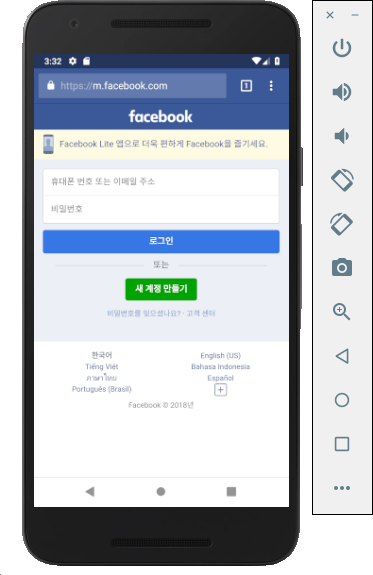 3:32
https://m.facebook.com
1
facebook
Facebook Lite 앱으로 더욱 편하게 Facebook을 즐기세요.
휴대폰 번호 또는 이메일 주소
비밀번호
로그인
또는
새 계정 만들기
비밀번호를 잊으셨나요? · 고객 센터
한국어
English (US)
Tiếng Việt
Bahasa Indonesia
ภาษาไทย
Español
Português (Brasil)
Facebook © 2018년